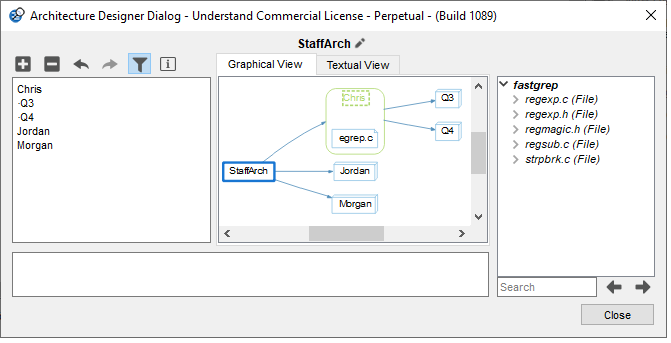 Architecture Designer Dialog - Understand Commercial License - Perpetual - (Build 1089)
StaffArch
Graphical View
Textual View
Chris
-Q3
-Q4
Jordan
Morgan
Chris
egrep.c
Q3
Q4
StaffArch
Jordan
Morgan
fastgrep
regexp.c (File)
regexp.h (File)
regmagic.h (File)
regsub.c (File)
strpbrk.c (File)
Search
Close